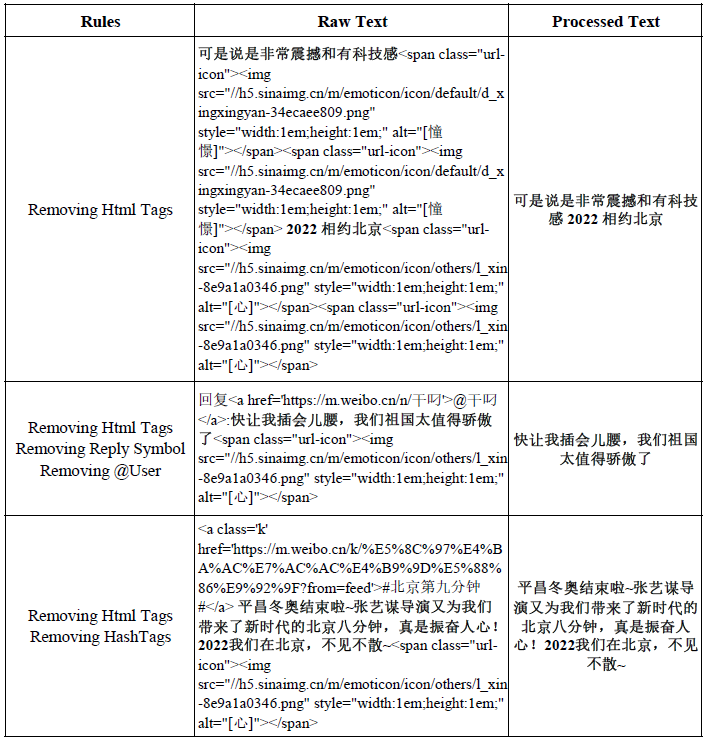 Rules Raw Text Processed Text
Removing Html Tags
可是说是非常震撼和有科技感<span class="url-
icon"><img
src="//h5.sinaimg.cn/m/emoticon/icon/default/d_x
ingxingyan-34ecaee809.png"
style="width:1em;height:1em;" alt="[憧
憬]"></span><span class="url-icon"><img
src="//h5.sinaimg.cn/m/emoticon/icon/default/d_x
ingxingyan-34ecaee809.png"
style="width:1em;height:1em;" alt="[憧
憬]"></span> 2022 相约北京<span class="url-
icon"><img
src="//h5.sinaimg.cn/m/emoticon/icon/others/l_xin
-8e9a1a0346.png" style="width:1em;height:1em;"
alt="[心]"></span><span class="url-icon"><img
src="//h5.sinaimg.cn/m/emoticon/icon/others/l_xin
-8e9a1a0346.png" style="width:1em;height:1em;"
alt="[心]"></span>
可是说是非常震撼和有科技
感 2022 相约北京
Removing Html Tags
Removing Reply Symbol
Removing @User
回复<a href='https://m.weibo.cn/n/干叼'>@干叼
</a>:快让我插会儿腰，我们祖国太值得骄傲
了<span class="url-icon"><img
src="//h5.sinaimg.cn/m/emoticon/icon/others/l_xin
-8e9a1a0346.png" style="width:1em;height:1em;"
alt="[心]"></span>
快让我插会儿腰，我们祖国
太值得骄傲了
Removing Html Tags
Removing HashTags
<a class='k'
href='https://m.weibo.cn/k/%E5%8C%97%E4%B
A%AC%E7%AC%AC%E4%B9%9D%E5%88%
86%E9%92%9F?from=feed'>#北京第九分钟
#</a> 平昌冬奥结束啦~张艺谋导演又为我们
带来了新时代的北京八分钟，真是振奋人心！
2022我们在北京，不见不散~<span class="url-
icon"><img
src="//h5.sinaimg.cn/m/emoticon/icon/others/l_xin
-8e9a1a0346.png" style="width:1em;height:1em;"
alt="[心]"></span>
平昌冬奥结束啦~张艺谋导
演又为我们带来了新时代的
北京八分钟，真是振奋人
心！2022我们在北京，不见
不散~